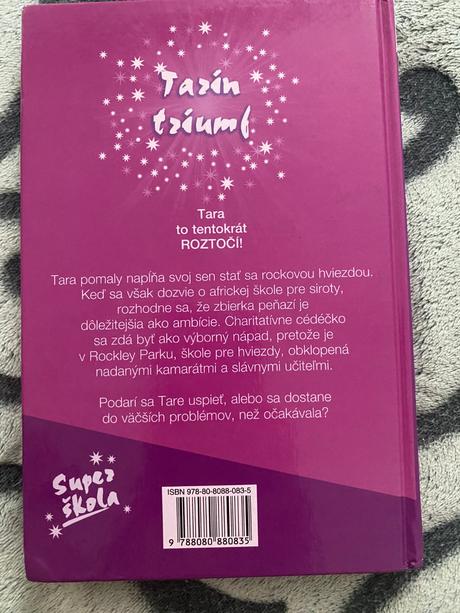 Tarin
triumf
Tara
to tentokrát
ROZTOČÍ!
Tara pomaly napĺňa svoj sen stať sa rockovou hviezdou.
Keď sa však dozvie o africkej škole pre siroty,
rozhodne sa, že zbierka peňazí je
dôležitejšia ako ambície. Charitatívne cédéčko
sa zdá byť ako výborný nápad, pretože je
v Rockley Parku, škole pre hviezdy, obklopená
nadanými kamarátmi a slávnymi učiteľmi.
Podarí sa Tare uspieť, alebo sa dostane
do väčších problémov, než očakávala?
Super
škola
ISBN 978-80-8088-083-5
9 788080 880835